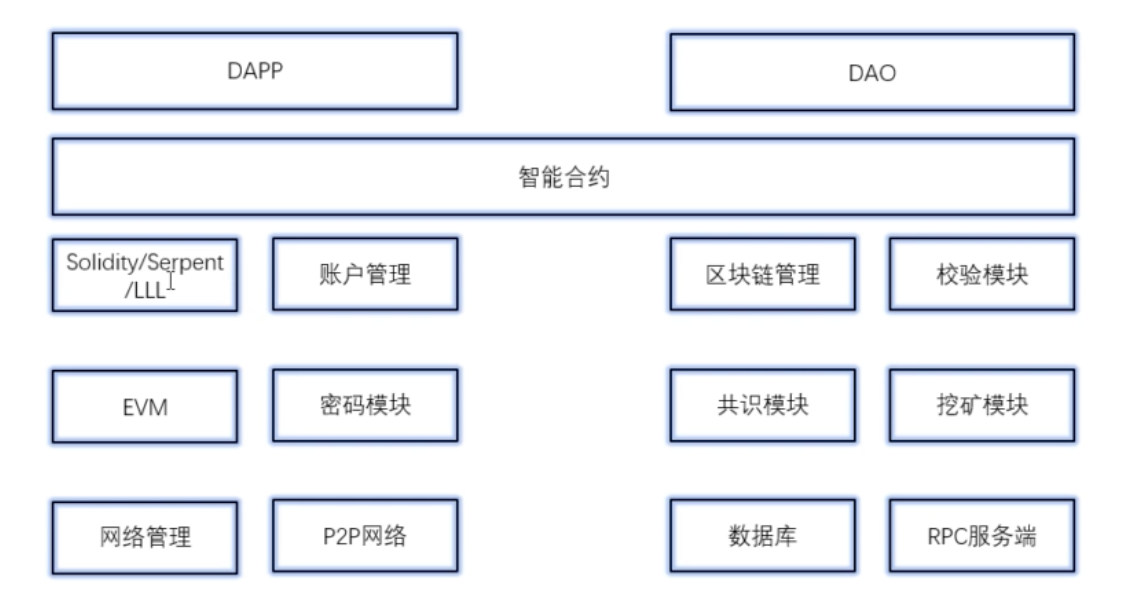 DAPP
DAO
智能合约
Solidity/Serpent
/LLL
账户管理
区块链管理
校验模块
EVM
密码模块
共识模块
挖矿模块
网络管理
P2P网络
数据库
RPC服务端